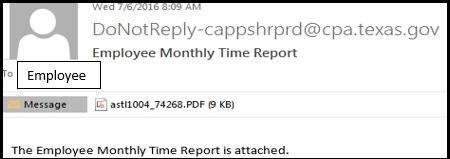 Wed 7/6/2016 8:09 AM
DoNotReply-cappshrprd@cpa.texas.gov
Employee Monthly Time Report
To
Employee
Message astl1004_74268.PDF (9 KB)
The Employee Monthly Time Report is attached.